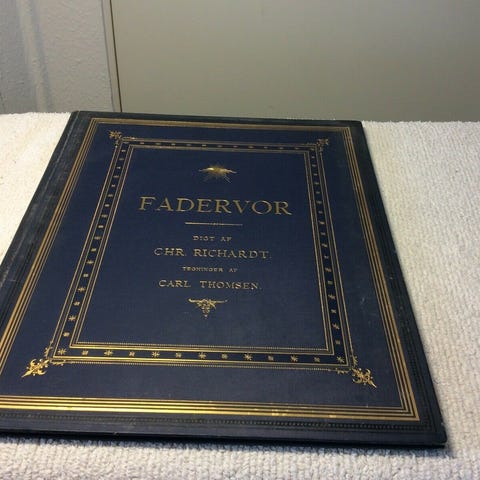 FADERVOR
DIGT AF
CHR. RICHARDT.
TEGNINGER AF
CARL THOMSEN.